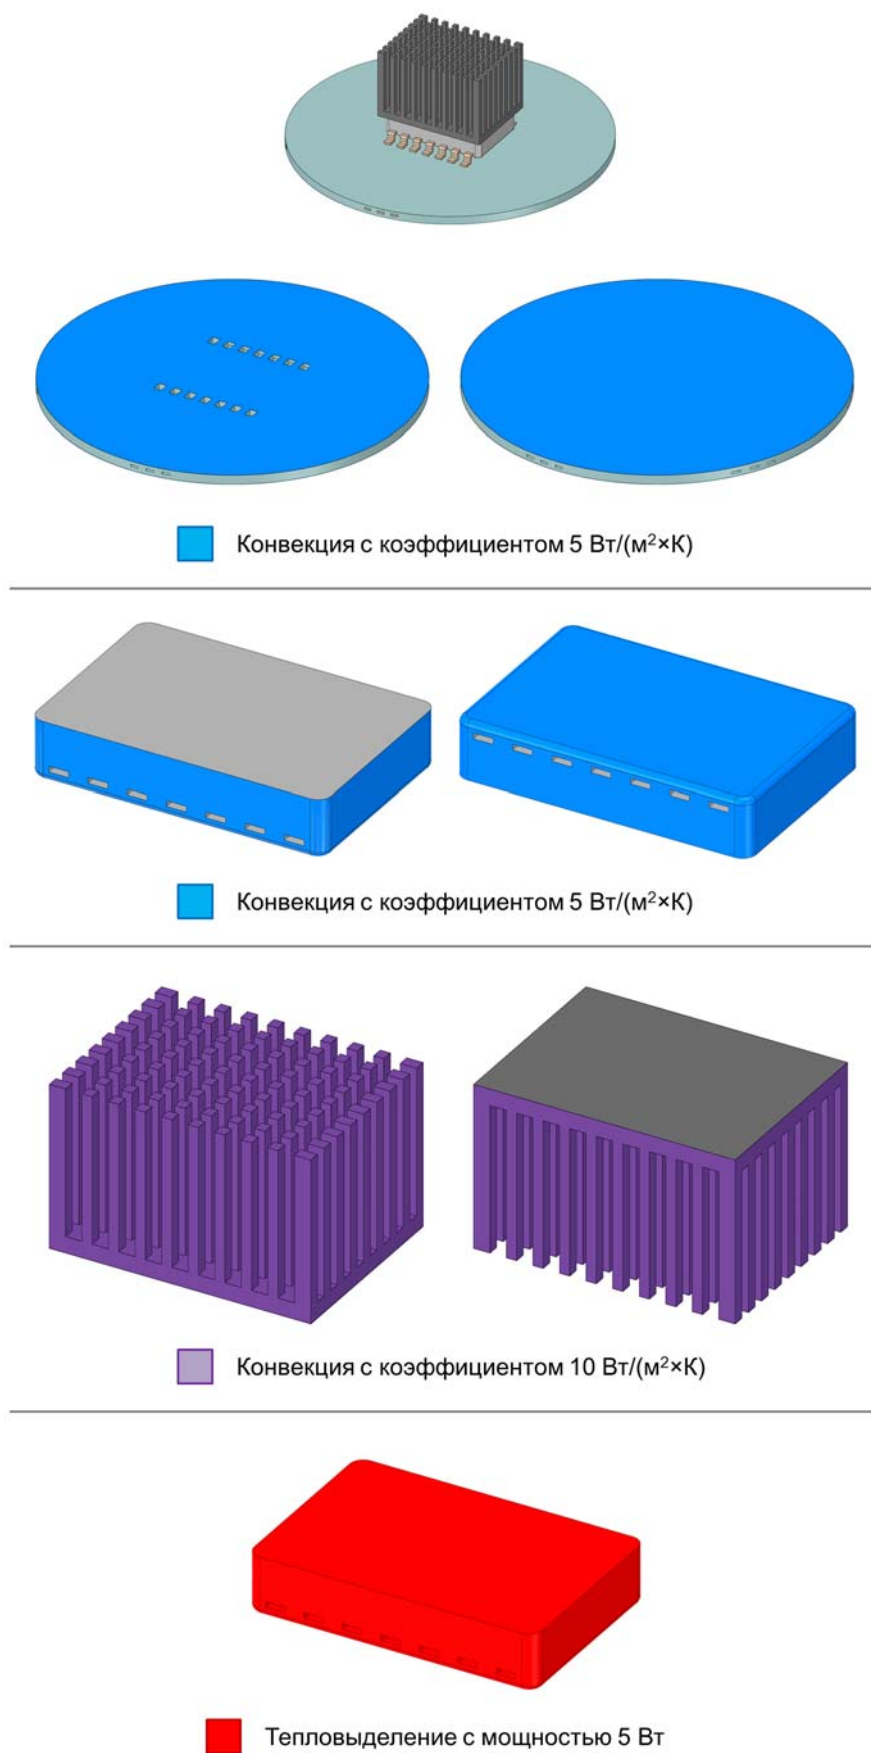 Конвекция с коэффициентом 5 Вт/(м²×К)
Конвекция с коэффициентом 5 Вт/(м²×К)
Конвекция с коэффициентом 10 Вт/(м²×К)
Тепловыделение с мощностью 5 Вт